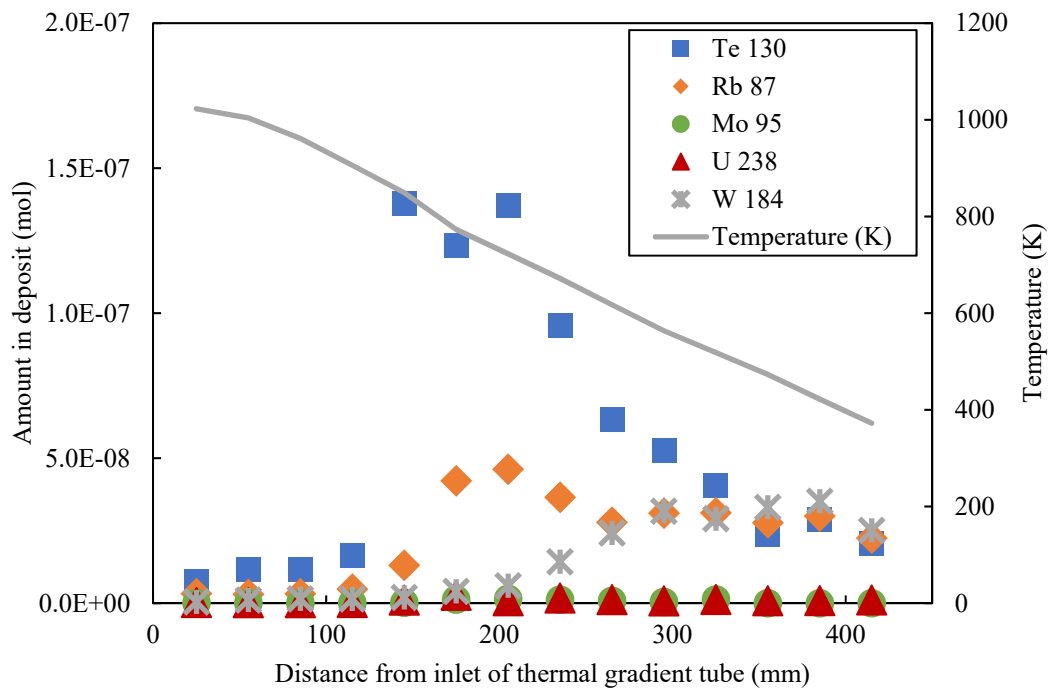 2.0E-07
1.5E-07
1.0E-07
5.0E-08
0.0E+00
Amount in deposit (mol)
0
100
200
300
400
Distance from inlet of thermal gradient tube (mm)
1200
1000
800
600
400
200
0
Temperature (K)
Te 130
Rb 87
Mo 95
U 238
W 184
Temperature (K)